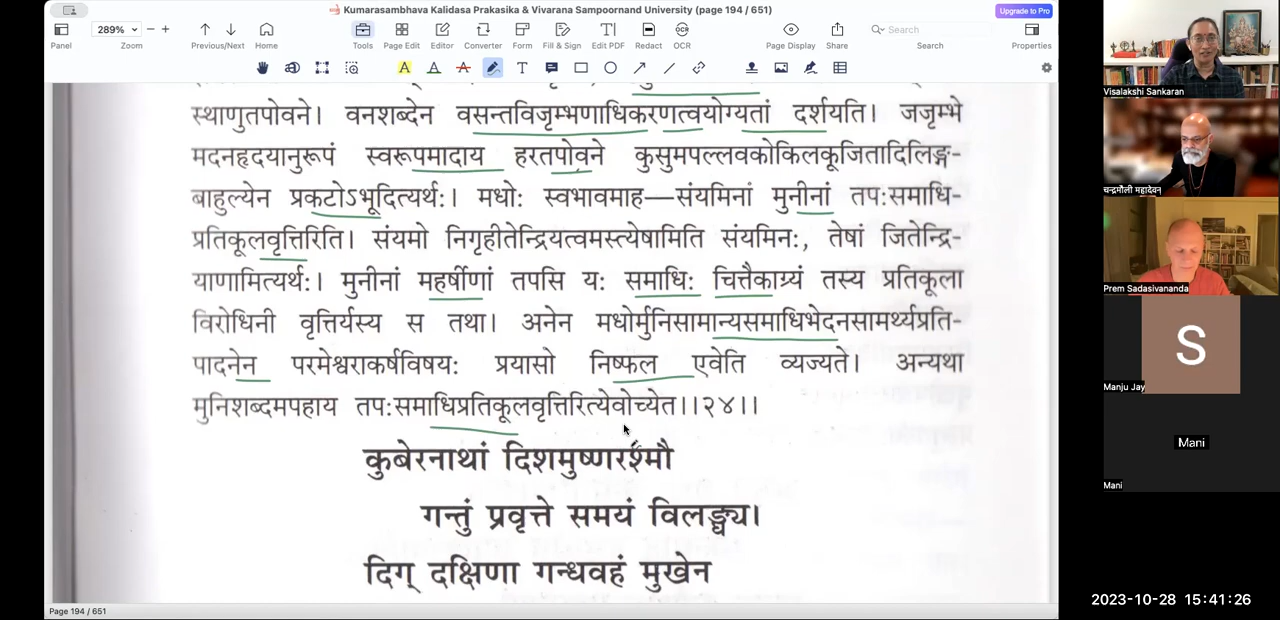 Kumarasambhava Kalidasa Prakasika & Vivarana Sampoornand University (page 194 / 651)
Upgrade to Pro
289%
Panel Zoom Previous/Next Home Tools Page Edit Editor Converter Form Fill & Sign Edit PDF Redact OCR Page Display Share Search Properties
OCR
Search
स्थाणुतपोवने। वनशब्देन वसन्तविजृम्भणाधिकरणत्वयोग्यतां दर्शयति। जजृम्भे
मदनहृदयानुरूपं स्वरूपमादाय हरतपोवने कुसुमपल्लवकोकिलकूजितादिलिङ्ग-
बाहुल्येन प्रकटोऽभूदित्यर्थः। मधोः स्वभावमाह—संयमिनां मुनीनां तपःसमाधि-
प्रतिकूलवृत्तिरिति। संयमो निगृहीतेन्द्रियत्वमस्त्येषामिति संयमिनः, तेषां जितेन्द्रि-
याणामित्यर्थः। मुनीनां महर्षीणां तपसि यः समाधिः चित्तैकाग्र्यं तस्य प्रतिकूला
विरोधिनी वृत्तिर्यस्य स तथा। अनेन मधोर्मुनिसामान्यसमाधिभेदनसामर्थ्यप्रति-
पादनेन परमेश्वराकर्षविषयः प्रयासो निष्फल एवेति व्यज्यते। अन्यथा
मुनिशब्दमपहाय तपःसमाधिप्रतिकूलवृत्तिरित्येवोच्येत।।२४।।
कुबेरनाथां दिशमुष्णरश्मौ
गन्तुं प्रवृत्ते समयं विलङ्घ्य।
दिग् दक्षिणा गन्धवहं मुखेन
Page 194 / 651
Visalakshi Sankaran
चन्द्रमौली महादेवन्
Prem Sadasivananda
S
Manju Jay
Mani
Mani
2023-10-28 15:41:26